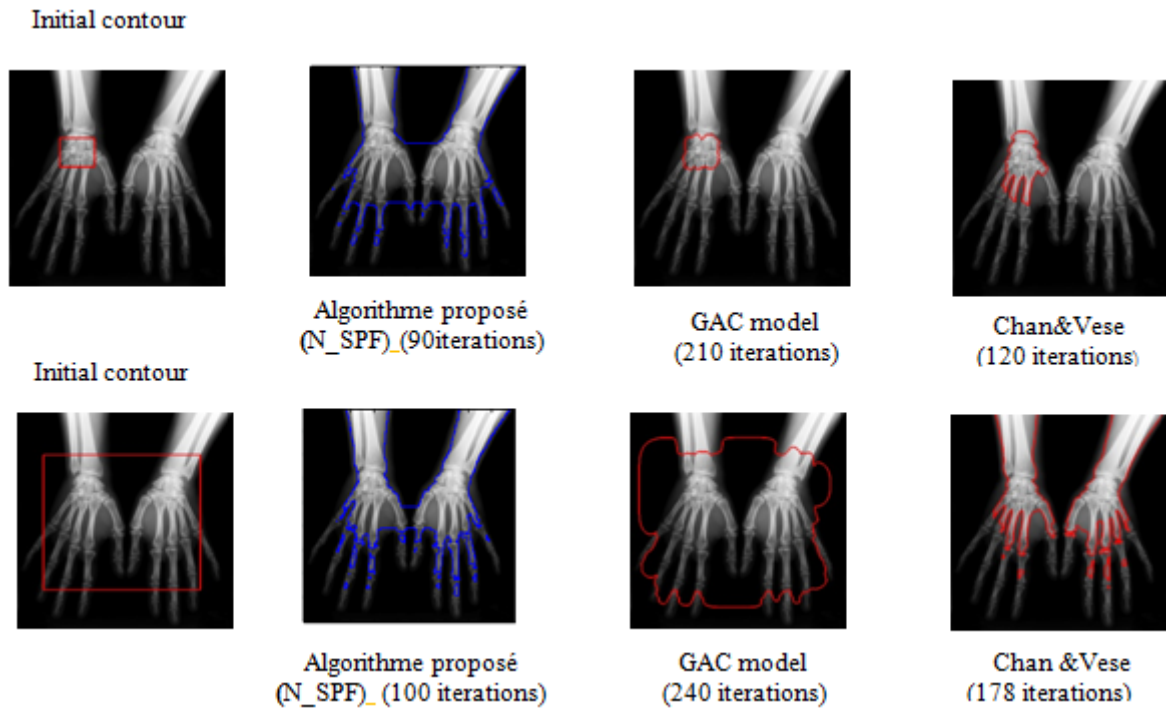 Initial contour
Algorithme proposé
(N_SPF)_(90iterations)
GAC model
(210 iterations)
Chan&Vese
(120 iterations)
Initial contour
Algorithme proposé
(N_SPF)_ (100 iterations)
GAC model
(240 iterations)
Chan &Vese
(178 iterations)